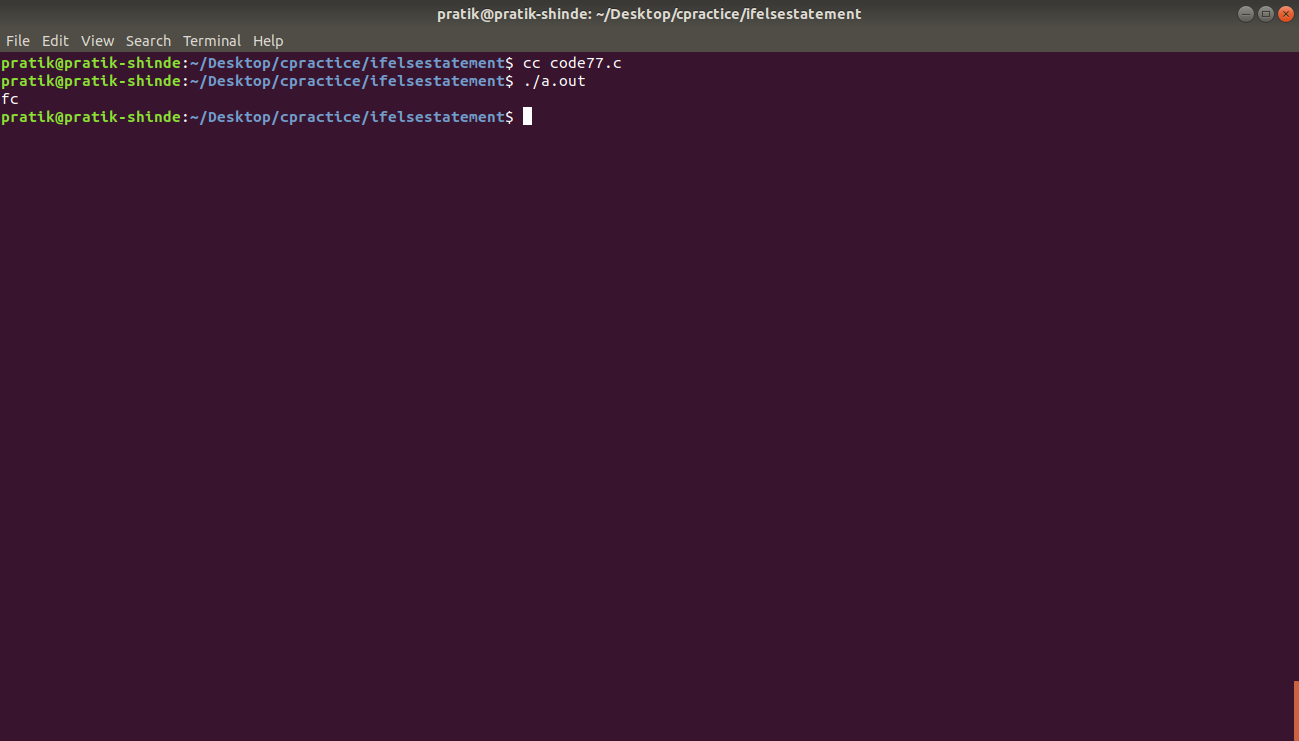 pratik@pratik-shinde: ~/Desktop/cpractice/ifelsestatement
File Edit View Search Terminal Help
pratik@pratik-shinde:~/Desktop/cpractice/ifelsestatement$ cc code77.c
pratik@pratik-shinde:~/Desktop/cpractice/ifelsestatement$ ./a.out
fc
pratik@pratik-shinde:~/Desktop/cpractice/ifelsestatement$